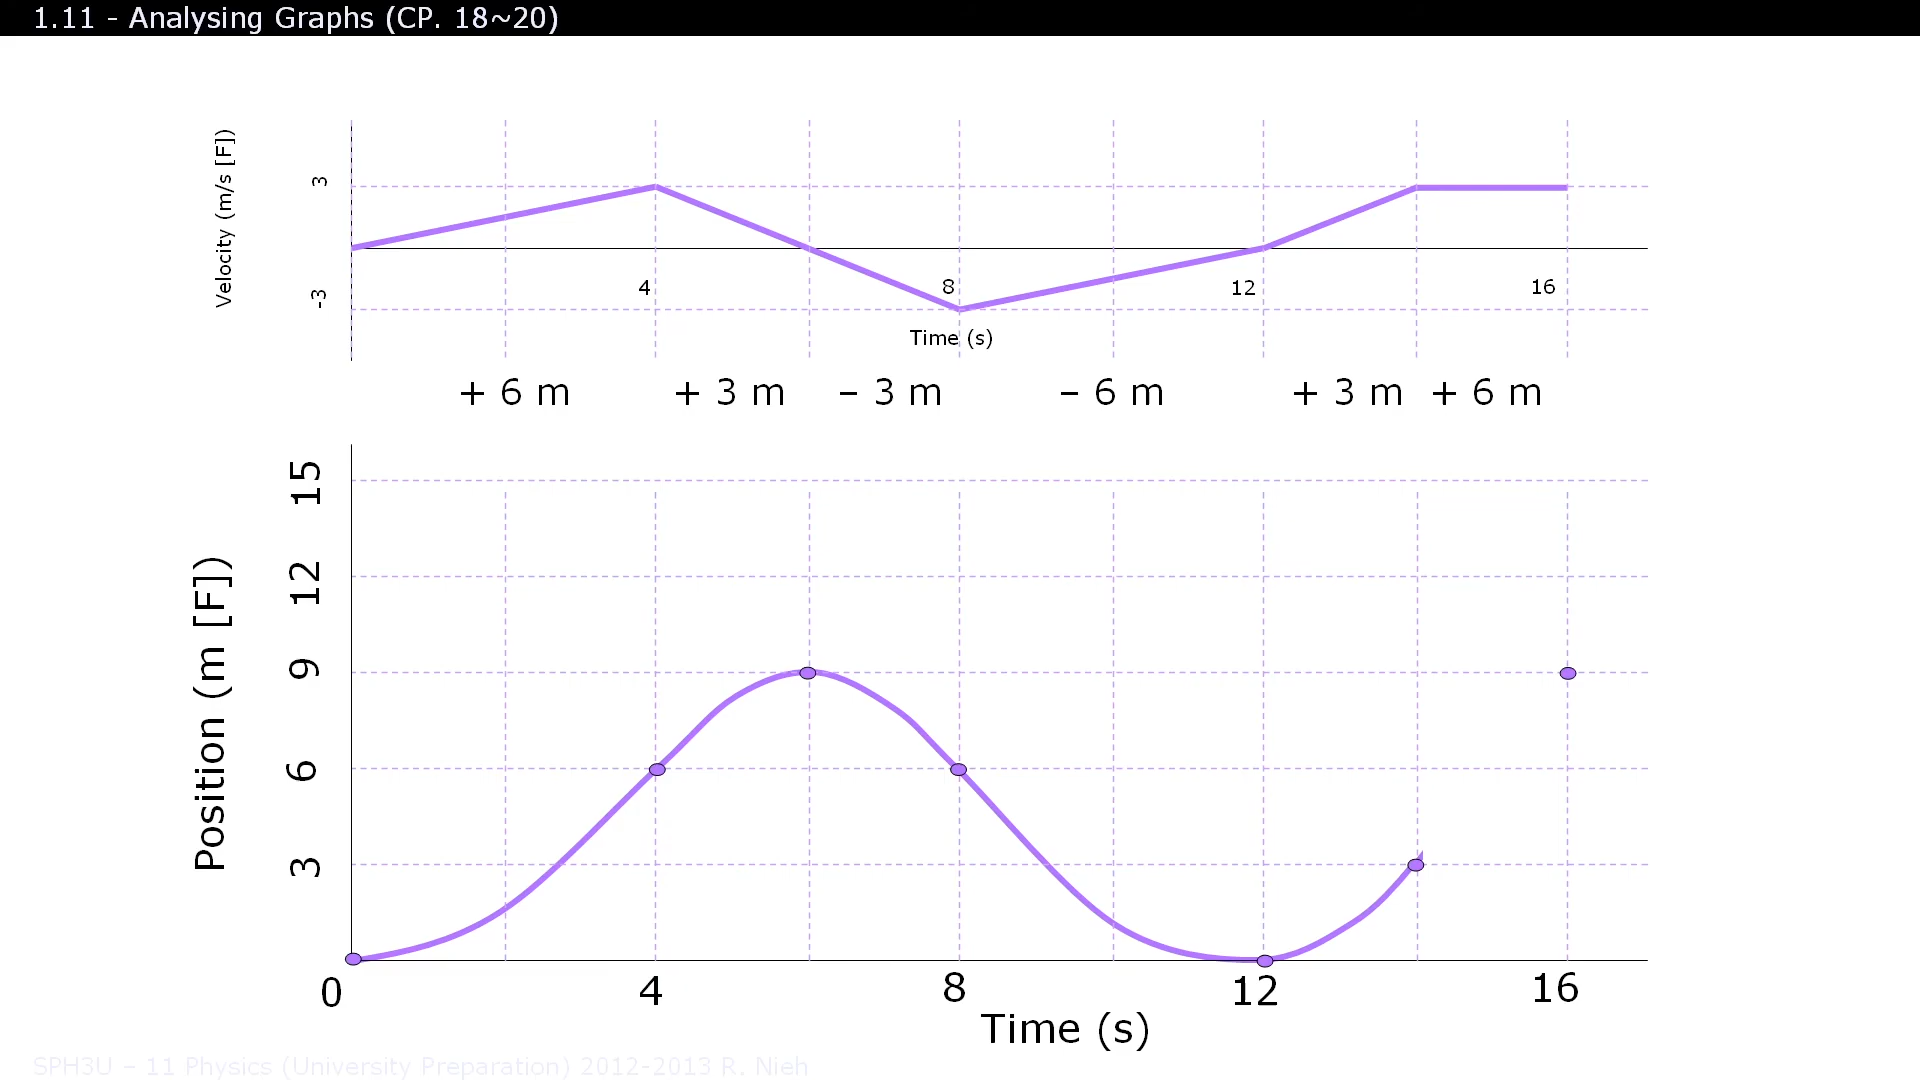 1.11 - Analysing Graphs (CP. 18~20)
Velocity (m/s [F])
3
-3
4
8
12
16
Time (s)
+ 6 m
+ 3 m
– 3 m
– 6 m
+ 3 m
+ 6 m
Position (m [F])
15
12
9
6
3
0
4
8
12
16
Time (s)
SPH3U – 11 Physics (University Preparation) 2012-2013 R. Nieh